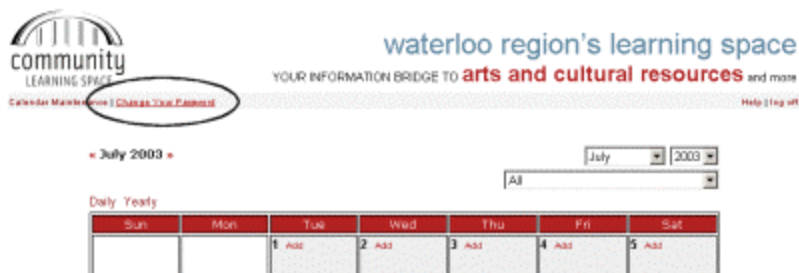 community
LEARNING SPACE
waterloo region's learning space
YOUR INFORMATION BRIDGE TO arts and cultural resources and more
Calendar Maintenance | Change Your Password
Help | log off
« July 2003 »
July 2003
All
Daily Yearly
Sun Mon Tue Wed Thu Fri Sat
1 Add 2 Add 3 Add 4 Add 5 Add